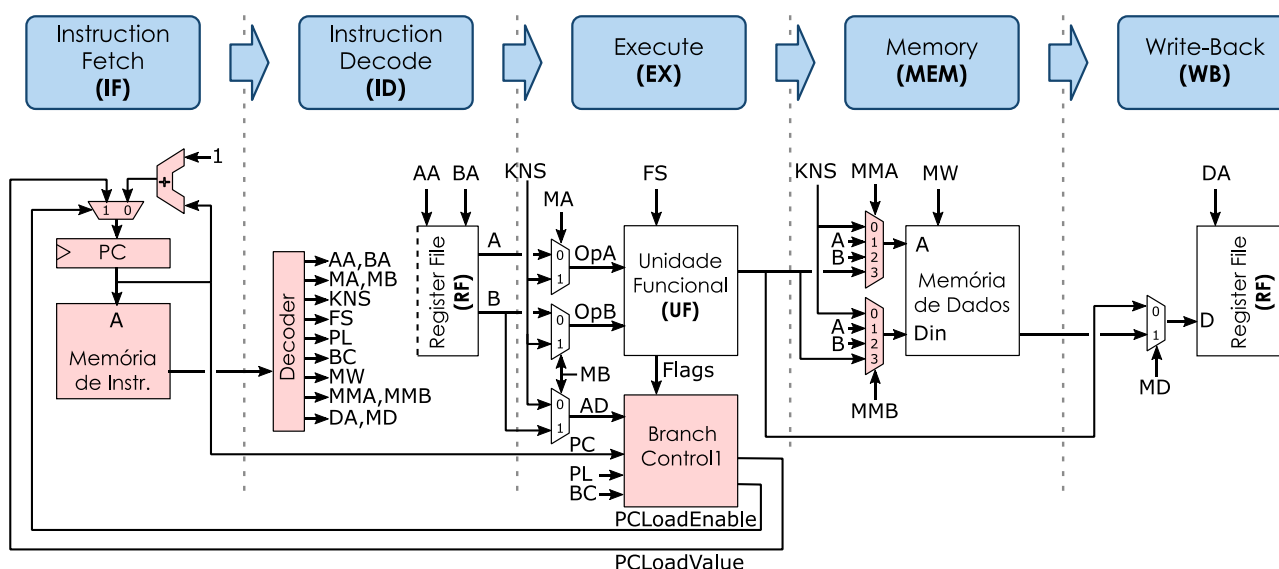 Instruction
Fetch
(IF)
Instruction
Decode
(ID)
Execute
(EX)
Memory
(MEM)
Write-Back
(WB)
1
+
1 0
PC
A
Memória
de Instr.
Decoder
AA,BA
MA,MB
KNS
FS
PL
BC
MW
MMA,MMB
DA,MD
AA
BA
Register File
(RF)
A
B
KNS
MA
0
1
OpA
0
1
OpB
MB
0
1
AD
PC
PL
BC
FS
Unidade
Funcional
(UF)
Flags
Branch
Control1
PCLoadEnable
PCLoadValue
KNS
MMA
MW
0
A 1
B 2
3
A
Memória
de Dados
0
A 1
B 2
3
Din
MMB
0
1
MD
DA
D
Register File
(RF)